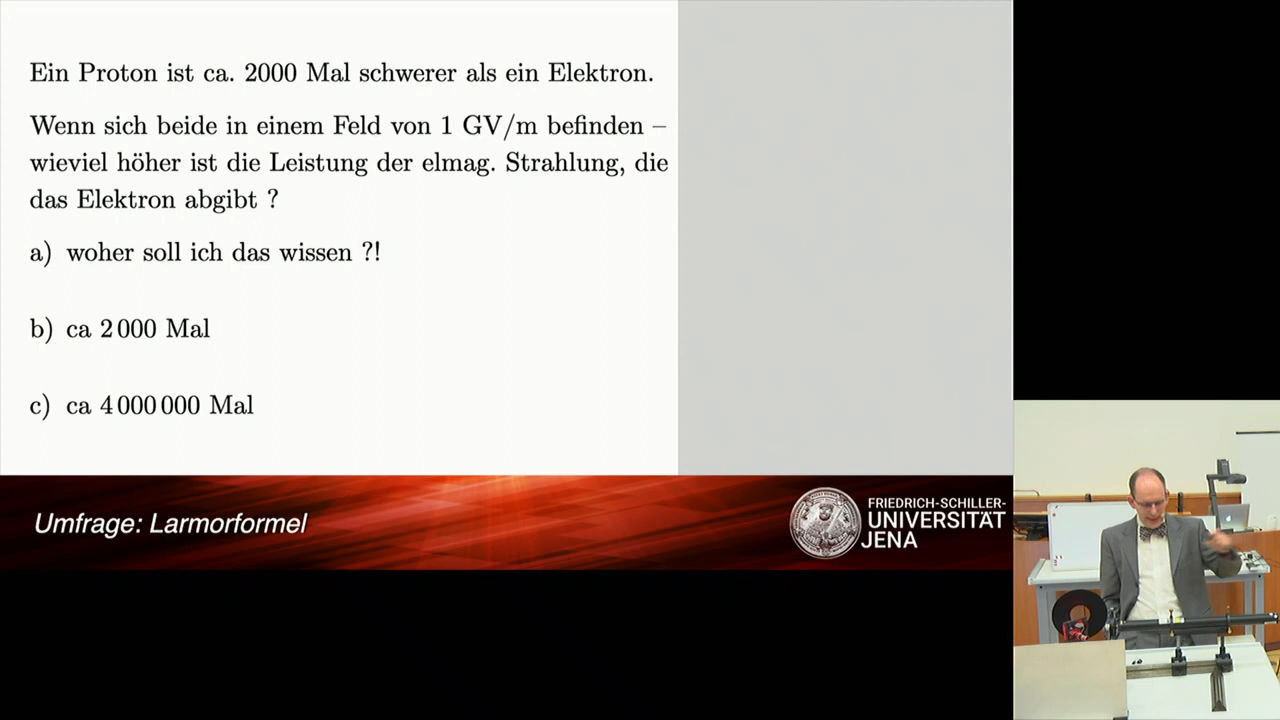 Ein Proton ist ca. 2000 Mal schwerer als ein Elektron.
Wenn sich beide in einem Feld von 1 GV/m befinden –
wieviel höher ist die Leistung der elmag. Strahlung, die
das Elektron abgibt ?
a) woher soll ich das wissen ?!
b) ca 2 000 Mal
c) ca 4 000 000 Mal
Umfrage: Larmorformel
FRIEDRICH-SCHILLER-
UNIVERSITÄT
JENA